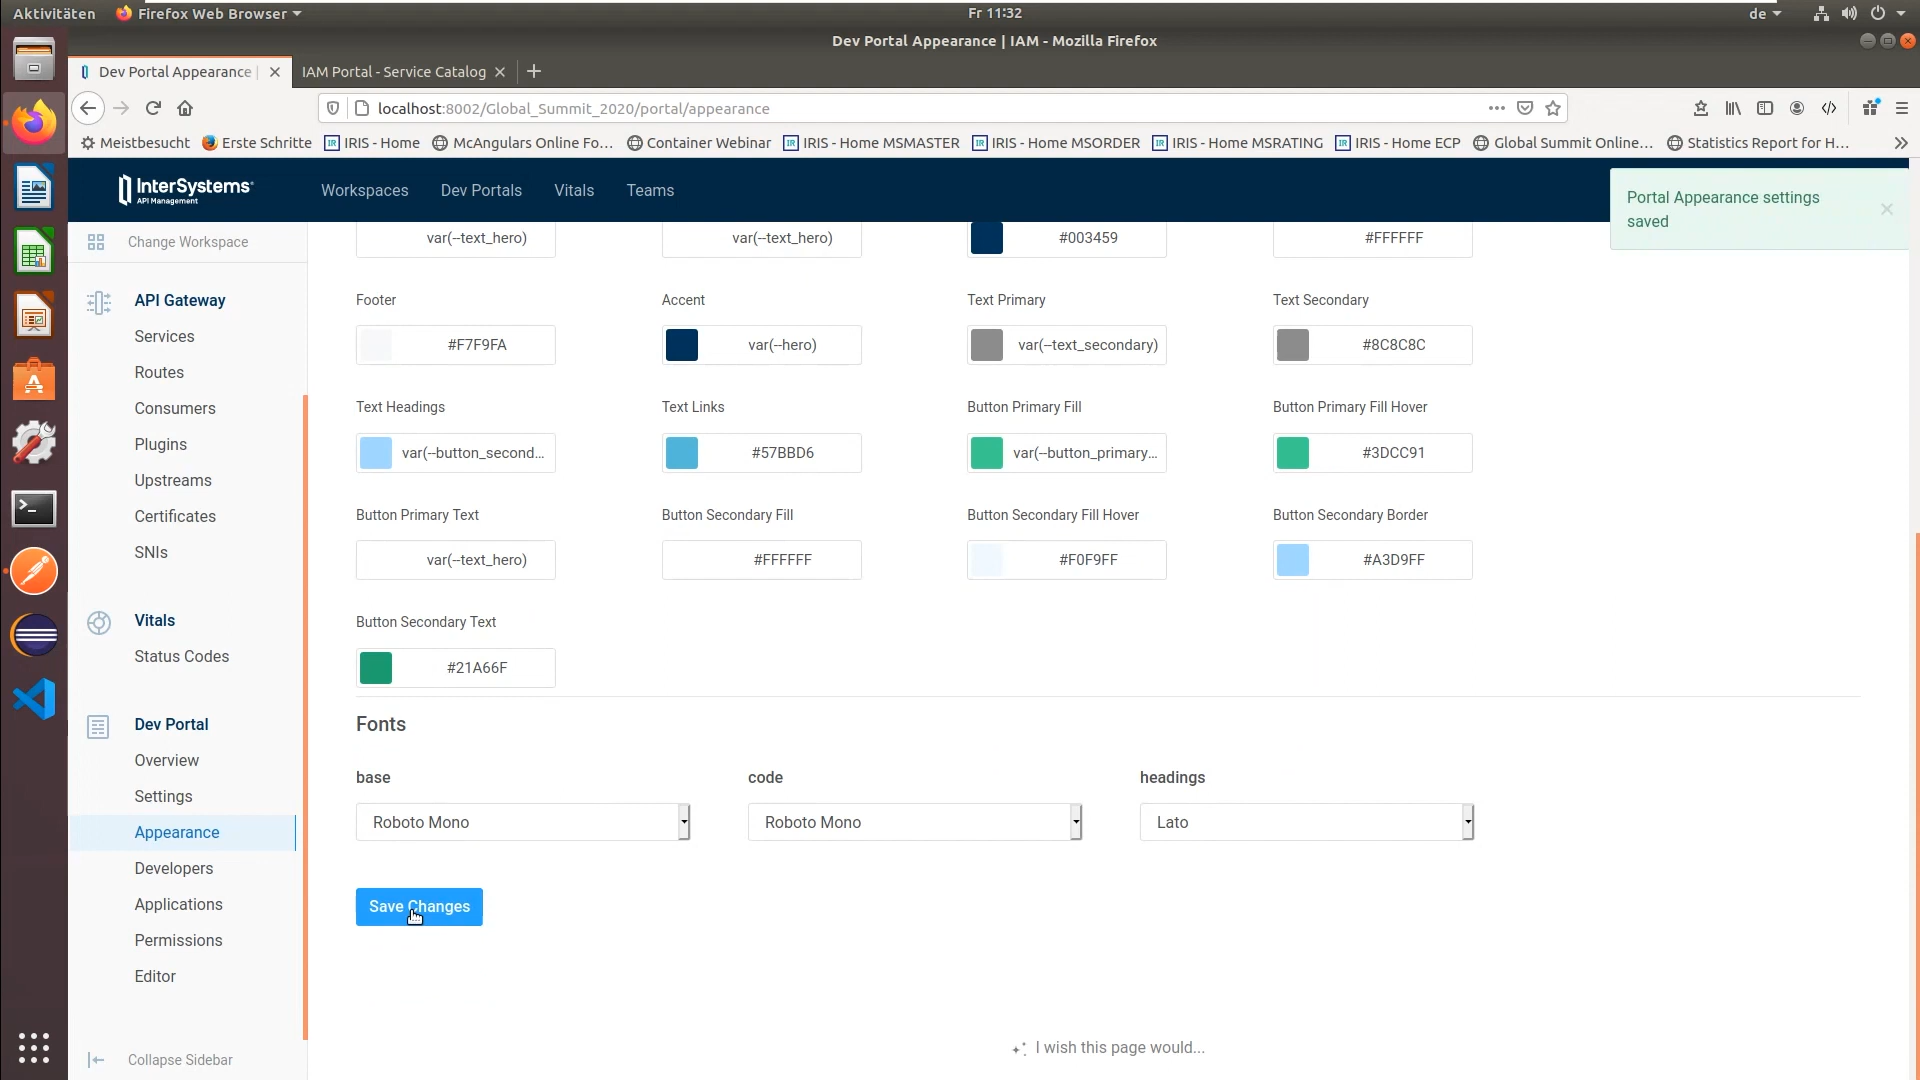 Aktivitäten
Firefox Web Browser
Fr 11:32
de
Dev Portal Appearance | IAM - Mozilla Firefox
Dev Portal Appearance
IAM Portal - Service Catalog
localhost:8002/Global_Summit_2020/portal/appearance
Meistbesucht
Erste Schritte
IRIS - Home
McAngulars Online Fo...
Container Webinar
IRIS - Home MSMASTER
IRIS - Home MSORDER
IRIS - Home MSRATING
IRIS - Home ECP
Global Summit Online...
Statistics Report for H...
InterSystems
API Management
Workspaces
Dev Portals
Vitals
Teams
Portal Appearance settings
saved
Change Workspace
API Gateway
Services
Routes
Consumers
Plugins
Upstreams
Certificates
SNIs
Vitals
Status Codes
Dev Portal
Overview
Settings
Appearance
Developers
Applications
Permissions
Editor
Collapse Sidebar
var(--text_hero)
var(--text_hero)
#003459
#FFFFFF
Footer
Accent
Text Primary
Text Secondary
#F7F9FA
var(--hero)
var(--text_secondary)
#8C8C8C
Text Headings
Text Links
Button Primary Fill
Button Primary Fill Hover
var(--button_second...
#57BBD6
var(--button_primary...
#3DCC91
Button Primary Text
Button Secondary Fill
Button Secondary Fill Hover
Button Secondary Border
var(--text_hero)
#FFFFFF
#F0F9FF
#A3D9FF
Button Secondary Text
#21A66F
Fonts
base
code
headings
Roboto Mono
Roboto Mono
Lato
Save Changes
I wish this page would...